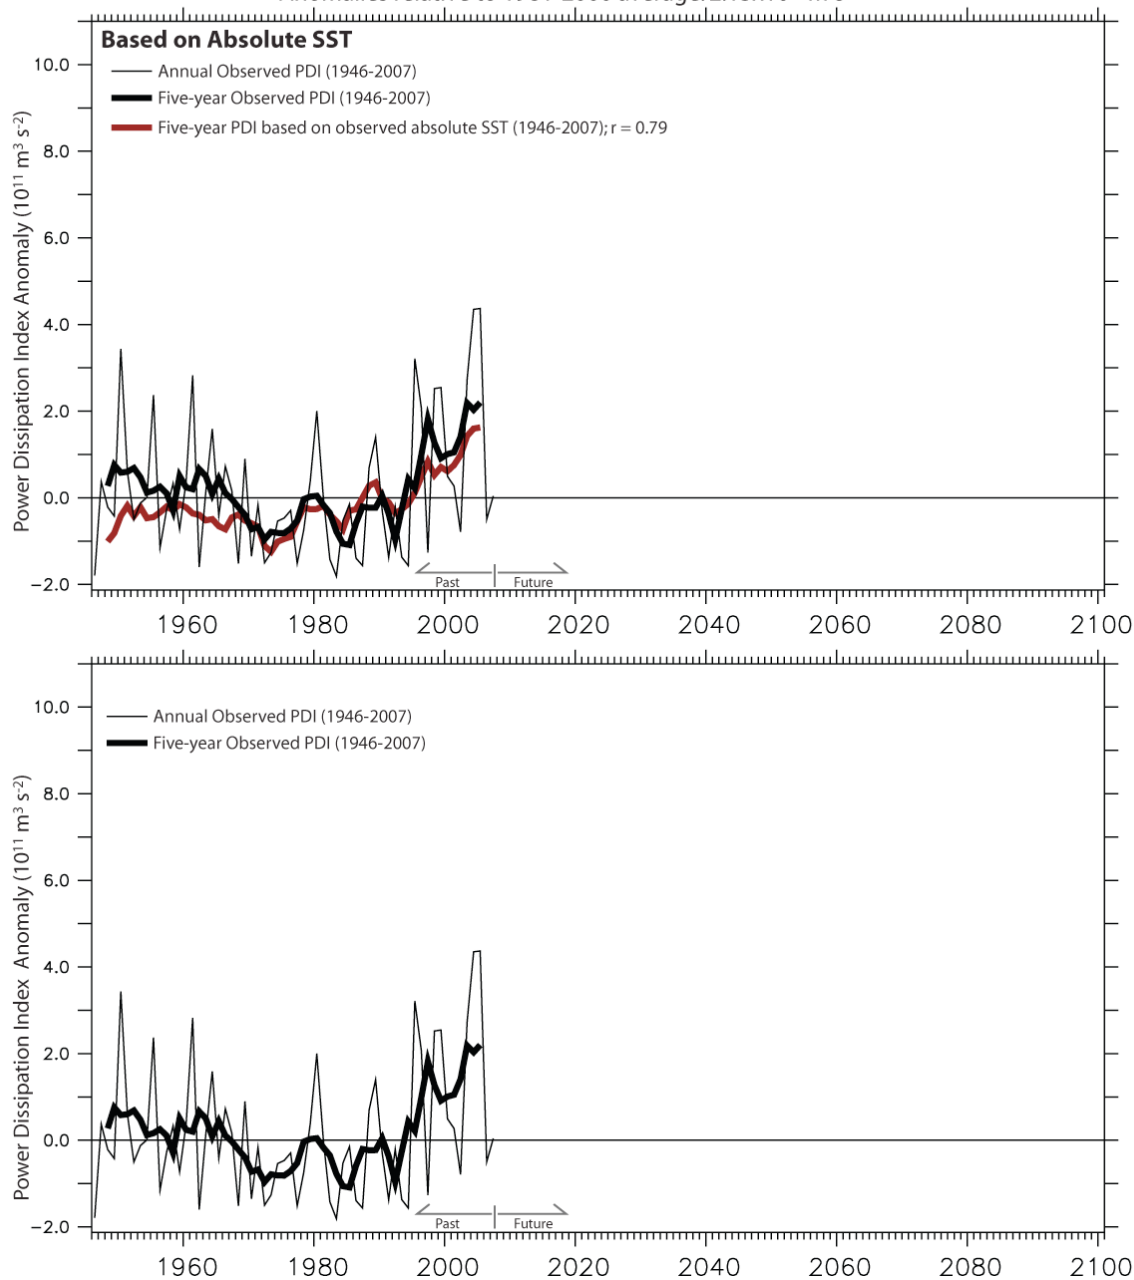 Based on Absolute SST
Annual Observed PDI (1946-2007)
Five-year Observed PDI (1946-2007)
Five-year PDI based on observed absolute SST (1946-2007); r = 0.79
Power Dissipation Index Anomaly (10¹¹ m³ s⁻²)
10.0
8.0
6.0
4.0
2.0
0.0
−2.0
Past
Future
1960 1980 2000 2020 2040 2060 2080 2100
Annual Observed PDI (1946-2007)
Five-year Observed PDI (1946-2007)
Power Dissipation Index Anomaly (10¹¹ m³ s⁻²)
10.0
8.0
6.0
4.0
2.0
0.0
−2.0
Past
Future
1960 1980 2000 2020 2040 2060 2080 2100